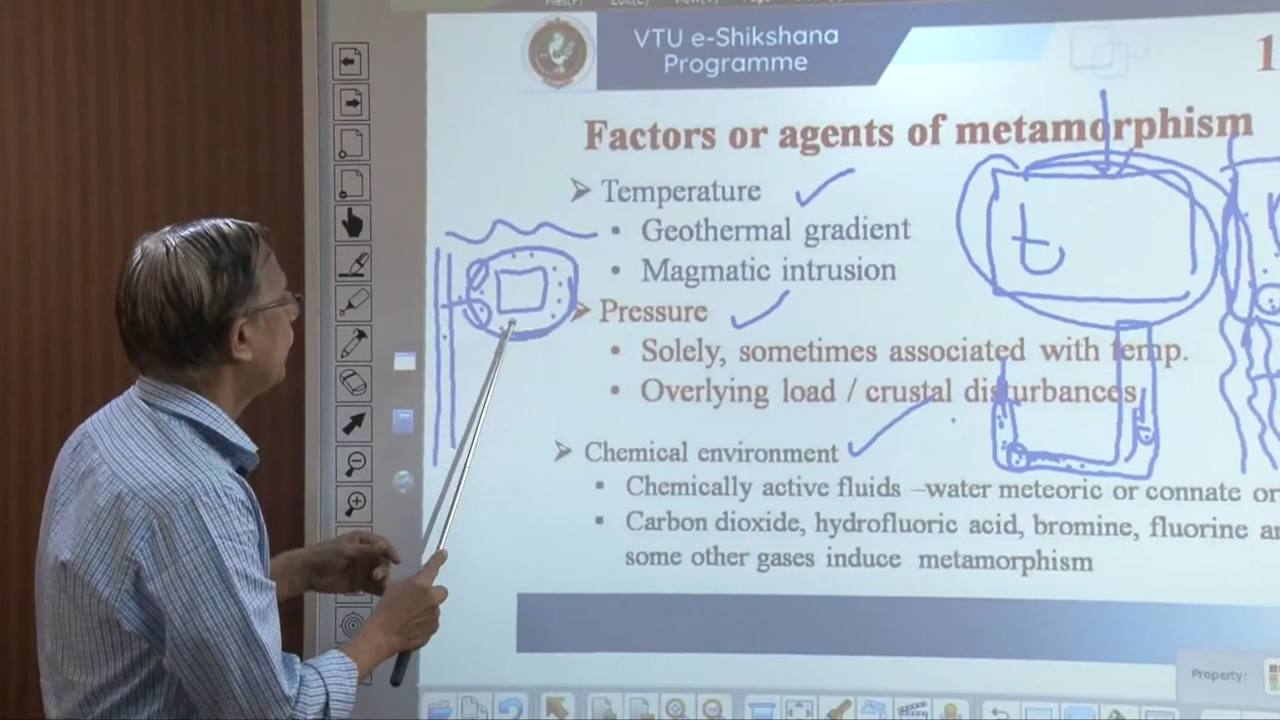 VTU e-Shikshana
Programme
1
Factors or agents of metamorphism
➢ Temperature
• Geothermal gradient
• Magmatic intrusion
➢ Pressure
• Solely, sometimes associated with temp.
• Overlying load / crustal disturbances
➢ Chemical environment
▪ Chemically active fluids –water meteoric or connate or
▪ Carbon dioxide, hydrofluoric acid, bromine, fluorine
some other gases induce metamorphism
t
Property: